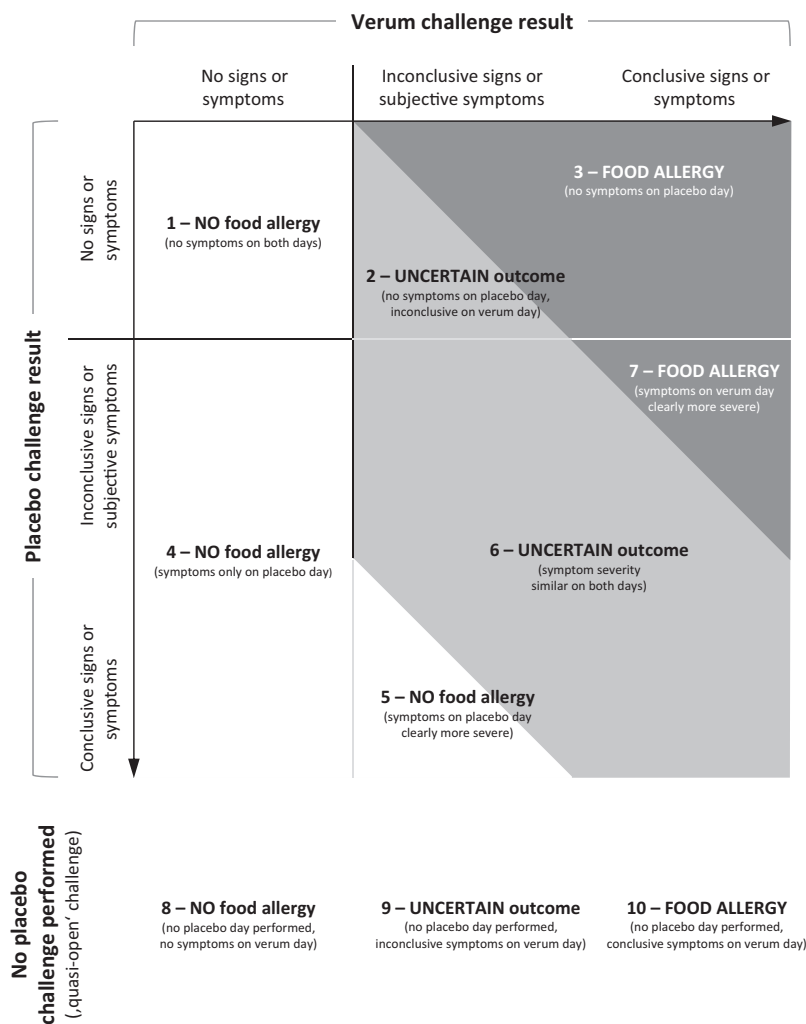 Verum challenge result
No signs or
symptoms
Inconclusive signs or
subjective symptoms
Conclusive signs or
symptoms
Placebo challenge result
No signs or
symptoms
Inconclusive signs or
subjective symptoms
Conclusive signs or
symptoms
1 – NO food allergy
(no symptoms on both days)
3 – FOOD ALLERGY
(no symptoms on placebo day)
2 – UNCERTAIN outcome
(no symptoms on placebo day,
inconclusive on verum day)
7 – FOOD ALLERGY
(symptoms on verum day
clearly more severe)
4 – NO food allergy
(symptoms only on placebo day)
6 – UNCERTAIN outcome
(symptom severity
similar on both days)
5 – NO food allergy
(symptoms on placebo day
clearly more severe)
No placebo
challenge performed
(‚quasi-open‘ challenge)
8 – NO food allergy
(no placebo day performed,
no symptoms on verum day)
9 – UNCERTAIN outcome
(no placebo day performed,
inconclusive symptoms on verum day)
10 – FOOD ALLERGY
(no placebo day performed,
conclusive symptoms on verum day)